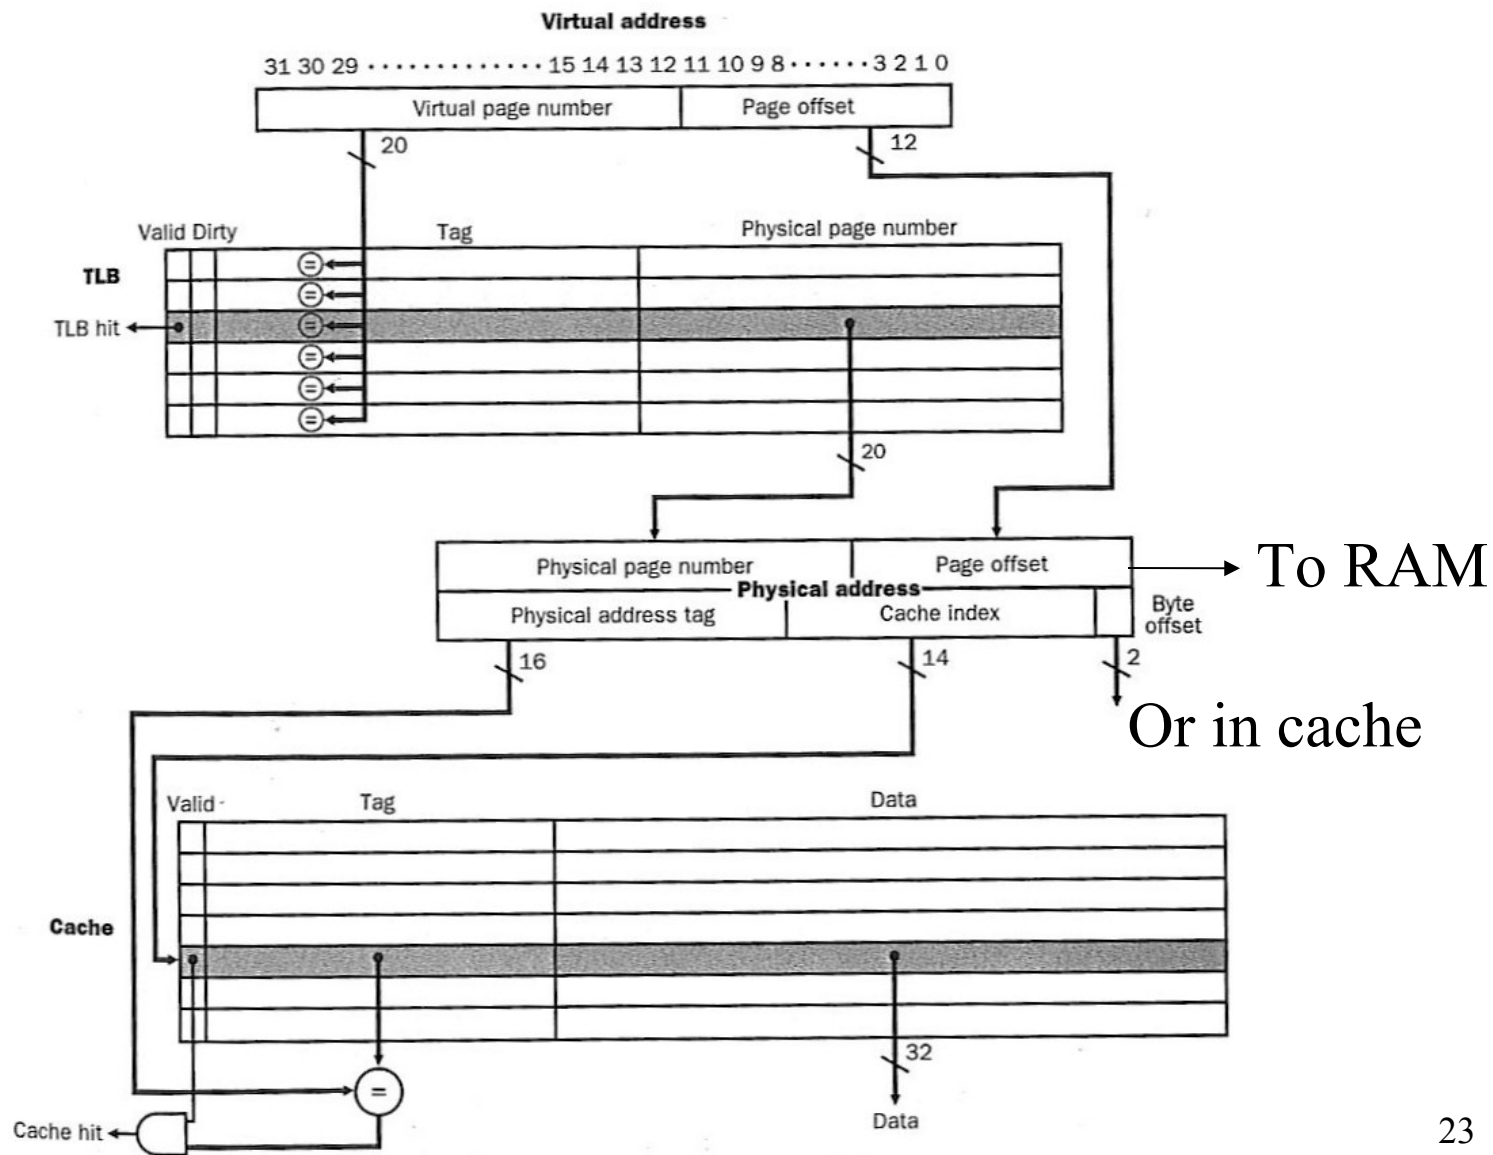 Virtual address
31 30 29 ············· 15 14 13 12 11 10 9 8 ······ 3 2 1 0
Virtual page number Page offset
20 12
Valid Dirty Tag Physical page number
TLB
=
=
TLB hit =
=
=
=
20
Physical page number Page offset To RAM
Physical address
Physical address tag Cache index Byte
offset
16 14 2
Or in cache
Valid Tag Data
Cache
32
=
Data
Cache hit
23